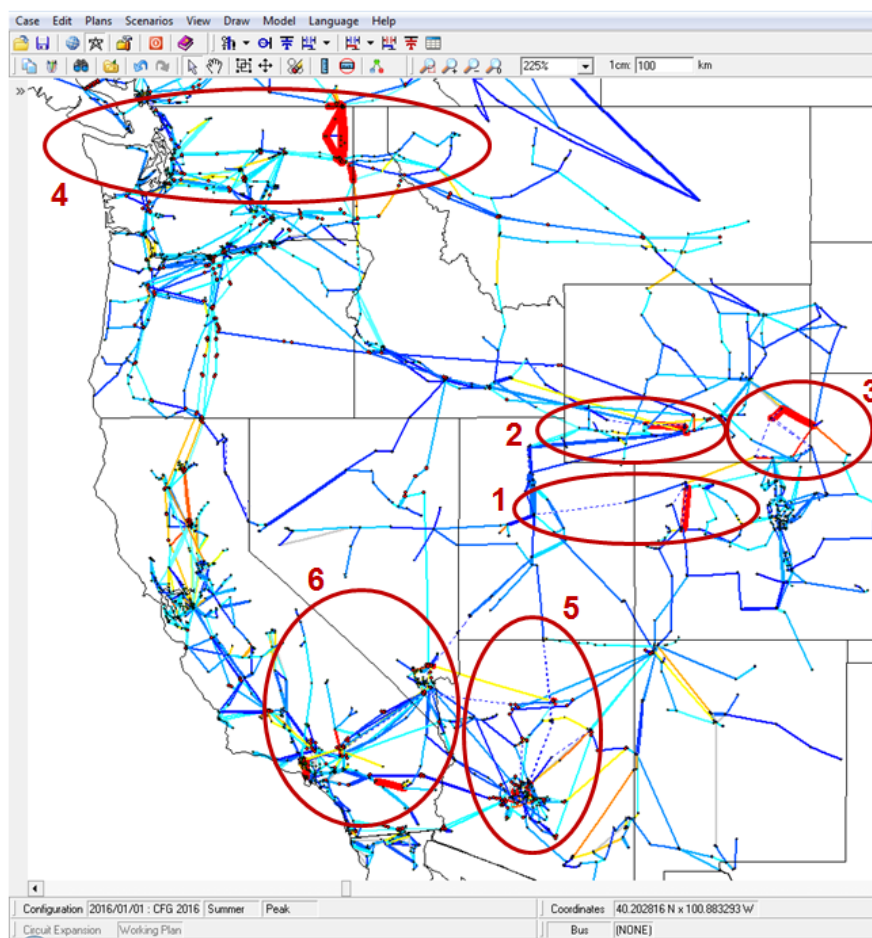 Case Edit Plans Scenarios View Draw Model Language Help
225% 1cm: 100 km
»
4
3
2
1
6
5
Configuration 2016/01/01 : CFG 2016 Summer Peak Coordinates 40.202816 N x 100.883293 W
Circuit Expansion Working Plan Bus (NONE)